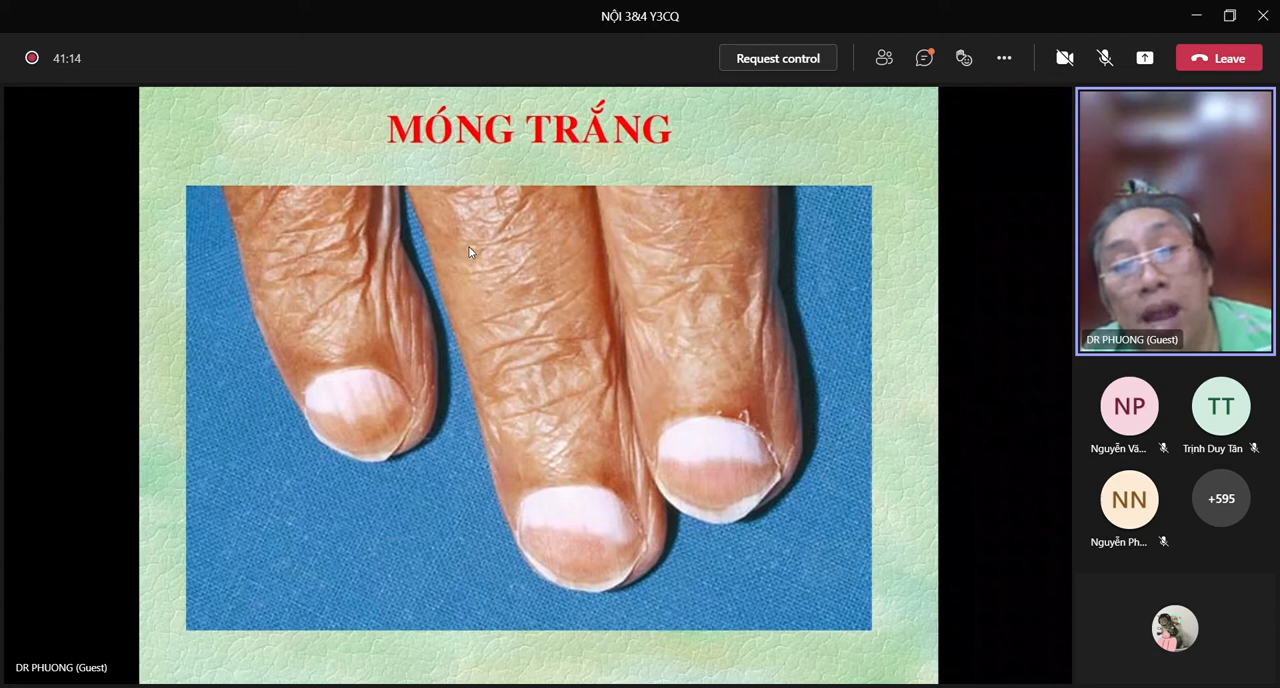 NỘI 3&4 Y3CQ
41:14
Request control
Leave
MÓNG TRẮNG
DR PHUONG (Guest)
NP
TT
Nguyễn Vă...
Trịnh Duy Tân
NN
+595
Nguyễn Ph...
DR PHUONG (Guest)